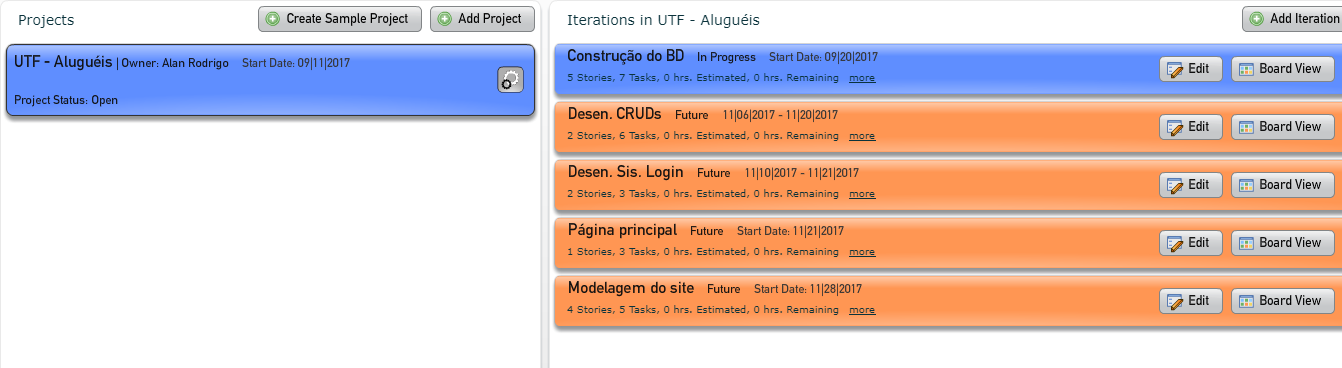 Projects
Create Sample Project
Add Project
UTF - Aluguéis | Owner: Alan Rodrigo Start Date: 09|11|2017
Project Status: Open
Iterations in UTF - Aluguéis
Add Iteration
Construção do BD In Progress Start Date: 09|20|2017
5 Stories, 7 Tasks, 0 hrs. Estimated, 0 hrs. Remaining more
Edit Board View
Desen. CRUDs Future 11|06|2017 - 11|20|2017
2 Stories, 6 Tasks, 0 hrs. Estimated, 0 hrs. Remaining more
Edit Board View
Desen. Sis. Login Future 11|10|2017 - 11|21|2017
2 Stories, 3 Tasks, 0 hrs. Estimated, 0 hrs. Remaining more
Edit Board View
Página principal Future Start Date: 11|21|2017
1 Stories, 3 Tasks, 0 hrs. Estimated, 0 hrs. Remaining more
Edit Board View
Modelagem do site Future Start Date: 11|28|2017
4 Stories, 5 Tasks, 0 hrs. Estimated, 0 hrs. Remaining more
Edit Board View